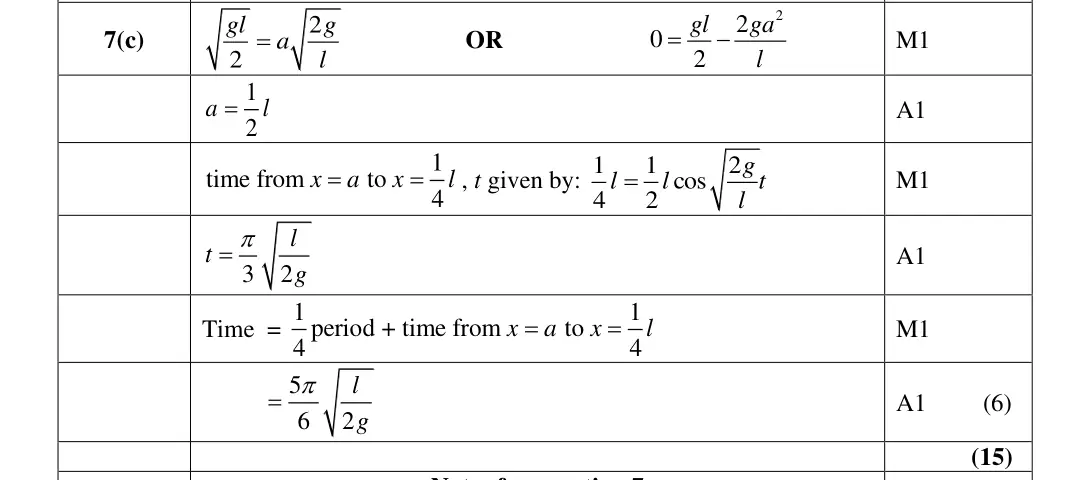 7(c) √(gl/2) = a√(2g/l) OR 0 = gl/2 − 2ga²/l M1
a = 1/2 l A1
time from x = a to x = 1/4 l , t given by: 1/4 l = 1/2 l cos √(2g/l) t M1
t = π/3 √(l/2g) A1
Time = 1/4 period + time from x = a to x = 1/4 l M1
= 5π/6 √(l/2g) A1 (6)
(15)